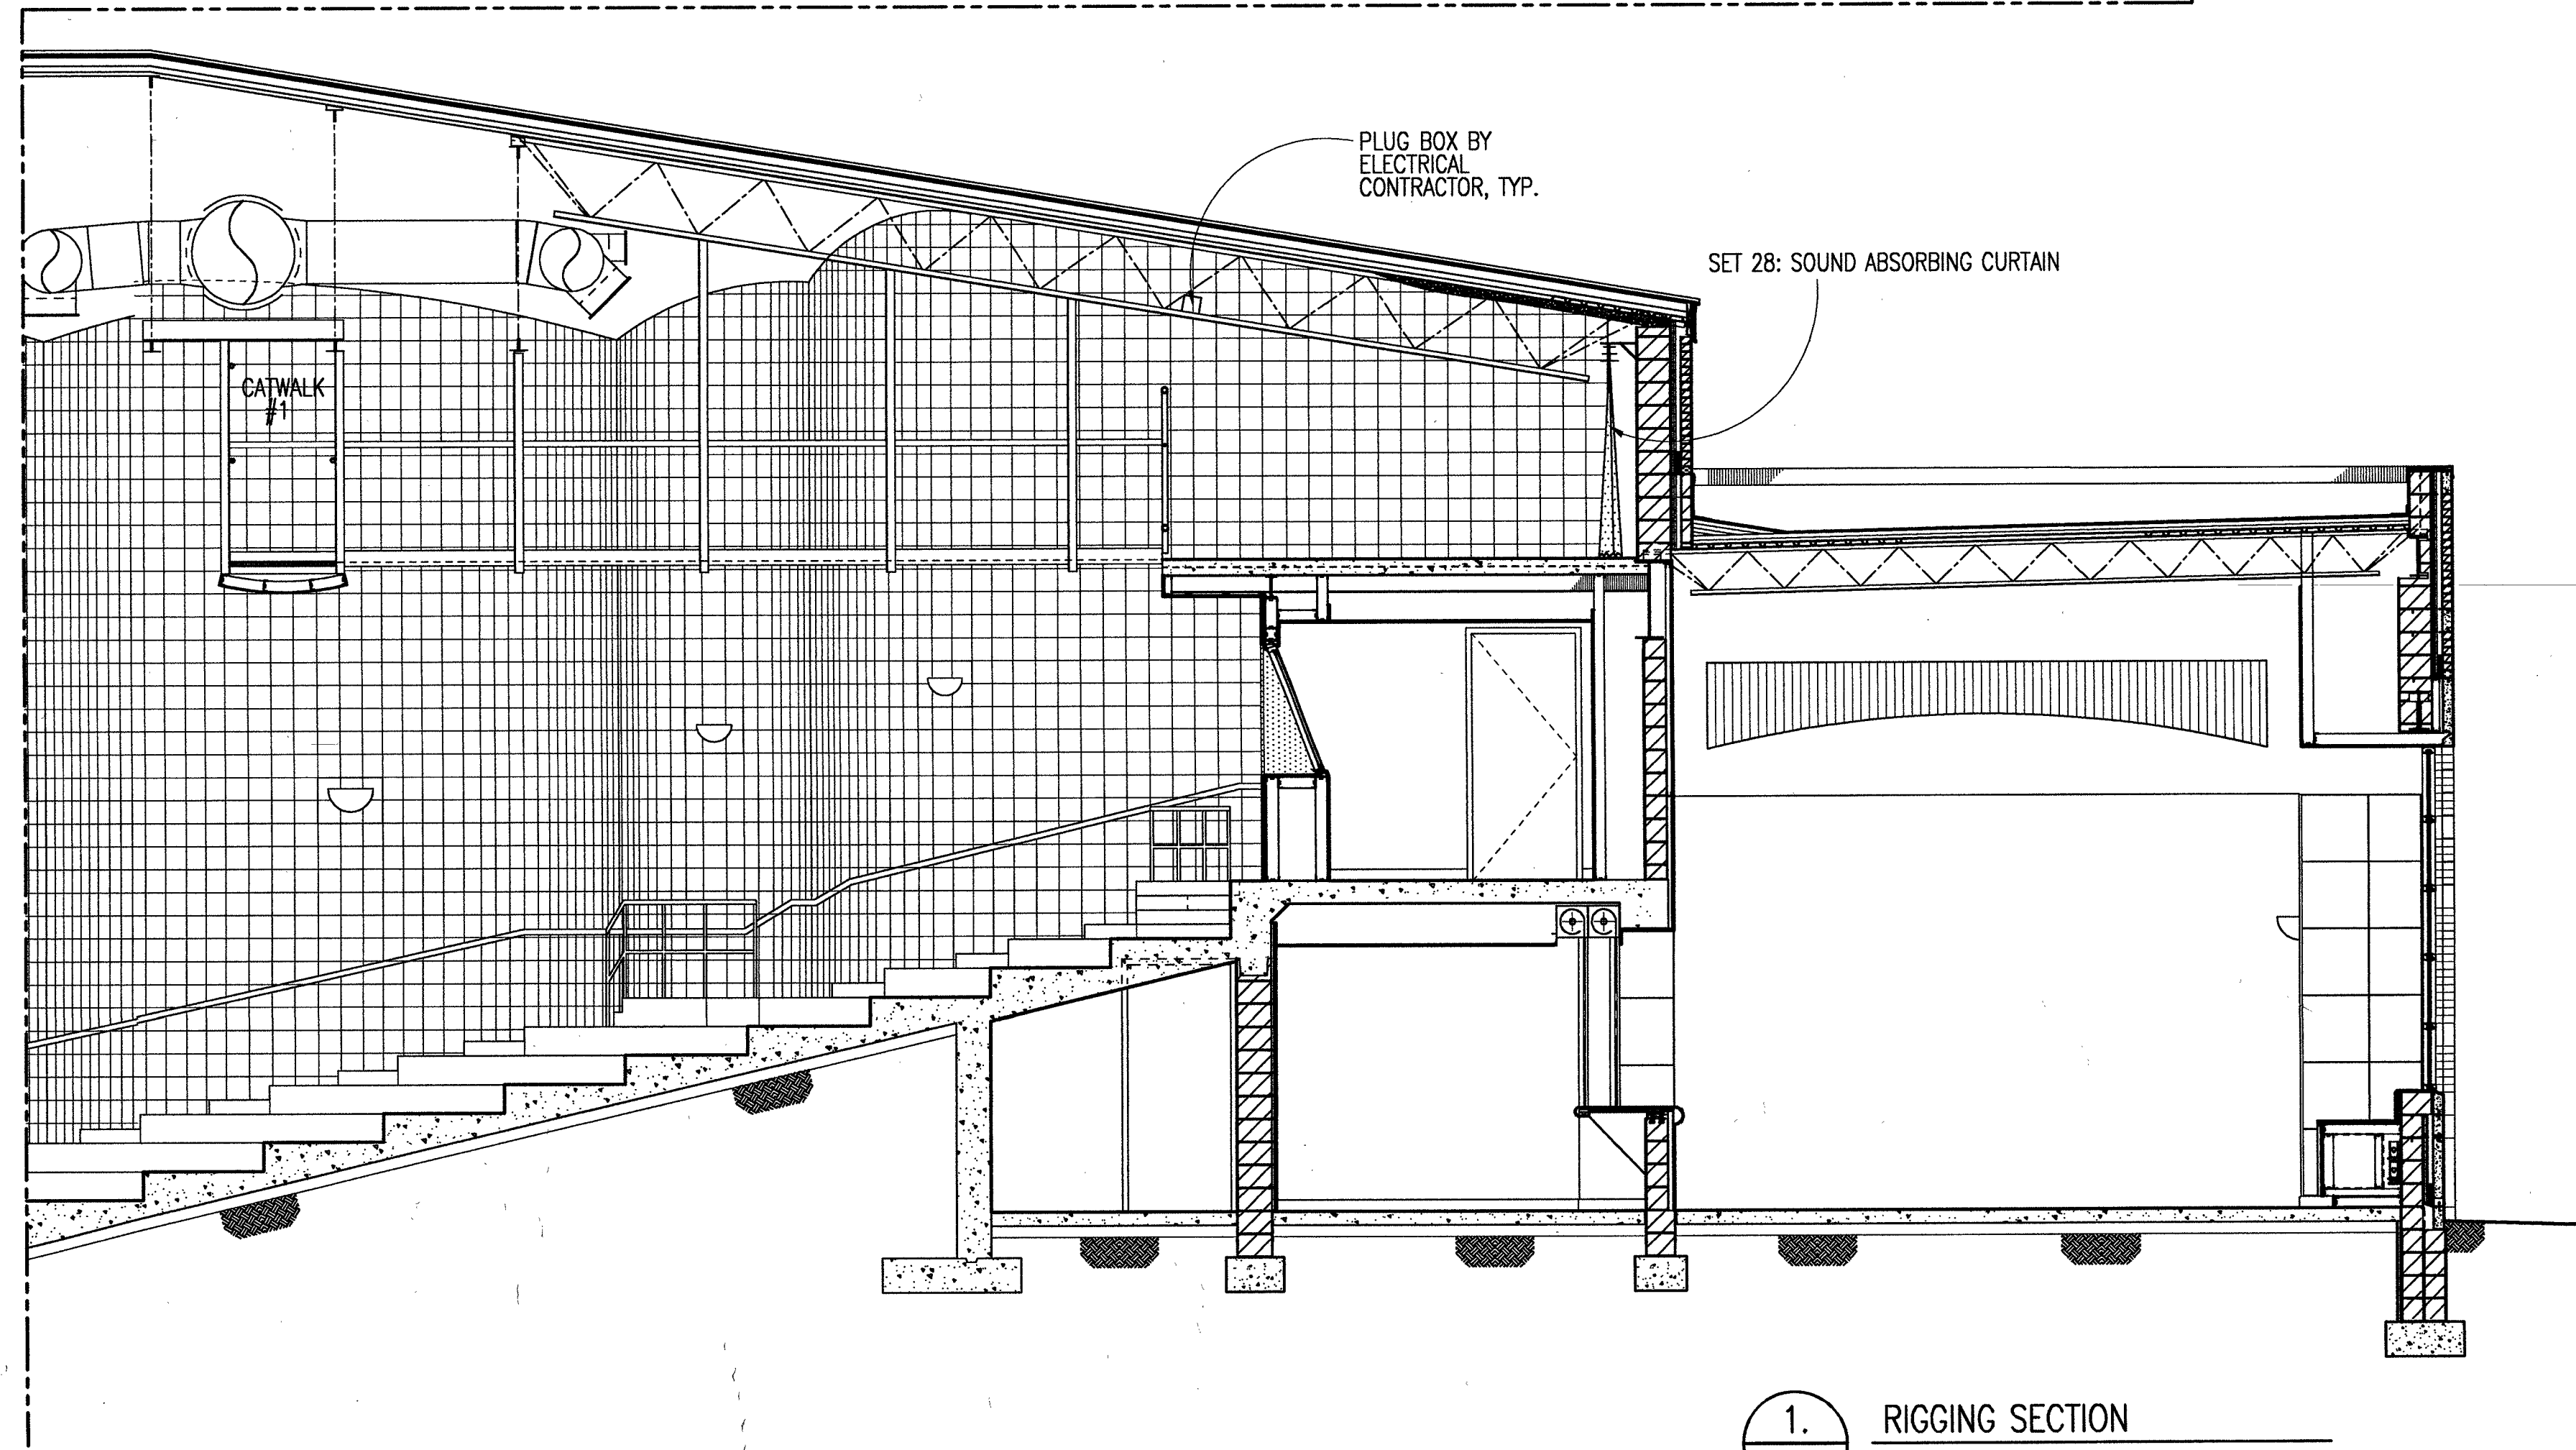 PLUG BOX BY
ELECTRICAL
CONTRACTOR, TYP.
SET 28: SOUND ABSORBING CURTAIN
CATWALK
#1
1.
RIGGING SECTION